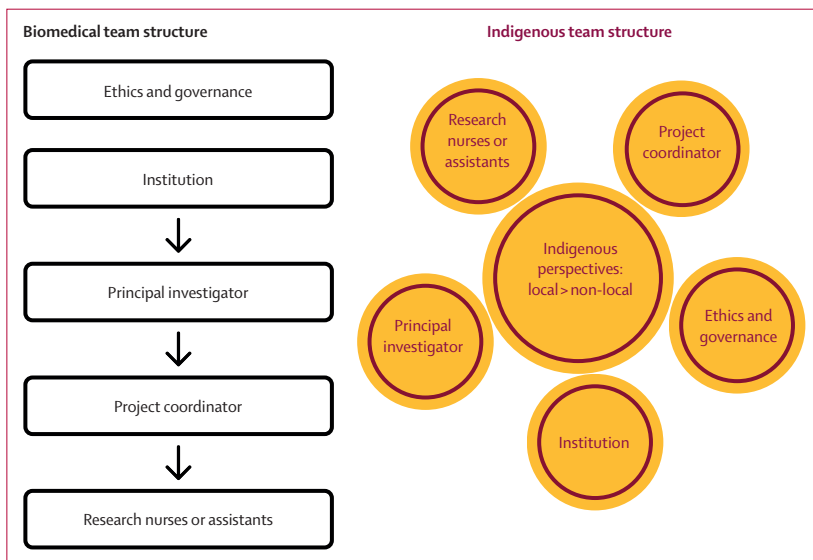 Biomedical team structure
Ethics and governance
Institution
Principal investigator
Project coordinator
Research nurses or assistants
Indigenous team structure
Research
nurses or
assistants
Project
coordinator
Indigenous
perspectives:
local > non-local
Principal
investigator
Ethics and
governance
Institution